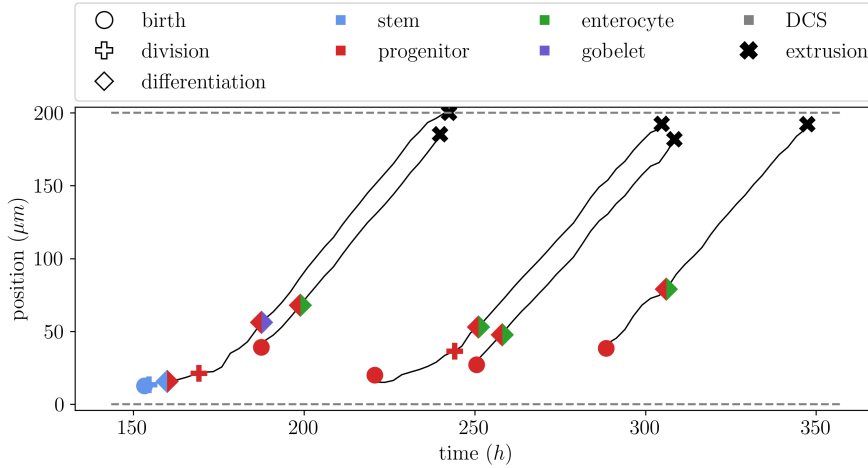 birth stem enterocyte DCS
division progenitor gobelet extrusion
differentiation
200
150
100
50
0
position (μm)
150 200 250 300 350
time (h)